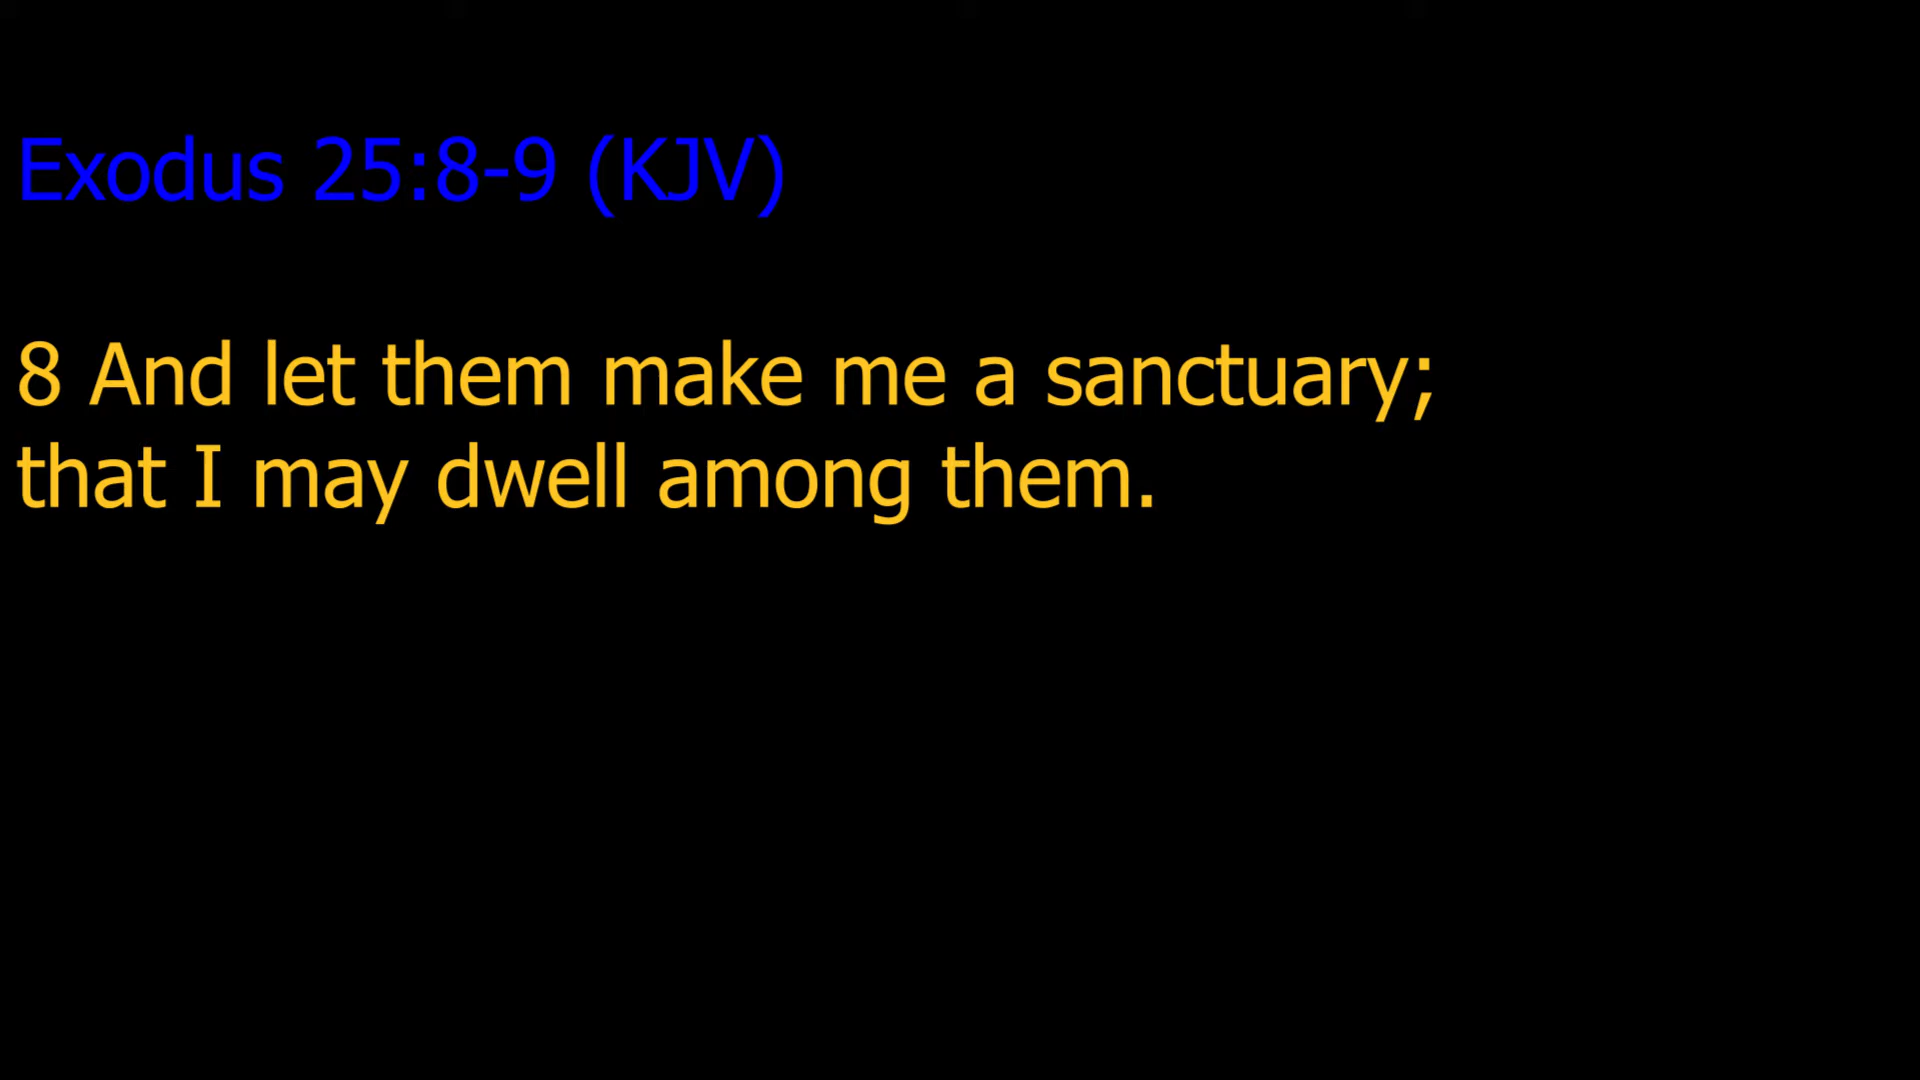 Exodus 25:8-9 (KJV)
8 And let them make me a sanctuary;
that I may dwell among them.